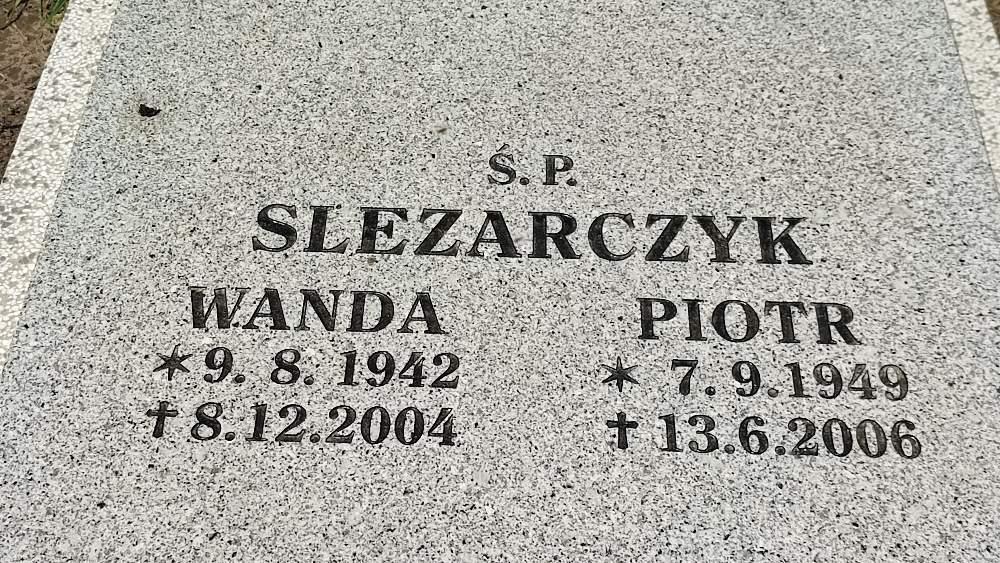 Ś. P.
SLEZARCZYK
WANDA PIOTR
✶ 9. 8. 1942 ✶ 7. 9. 1949
† 8.12.2004 † 13.6.2006